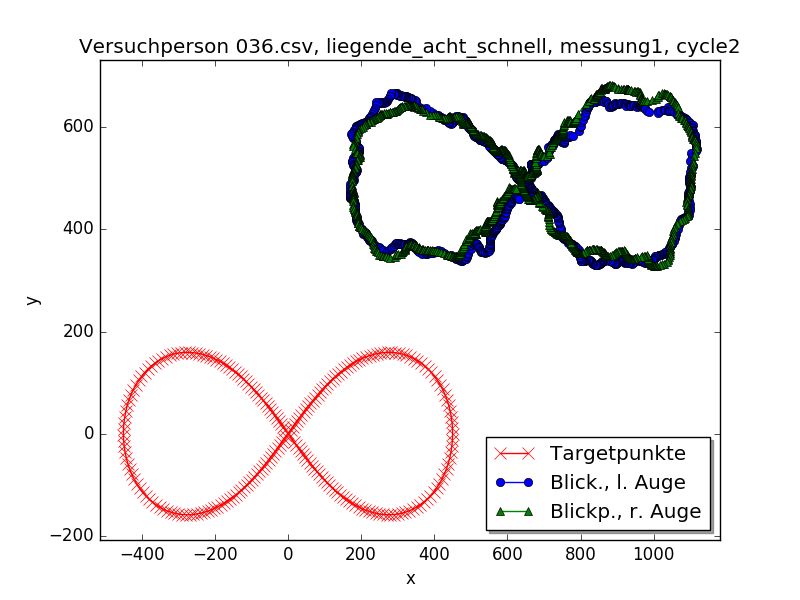 Versuchperson 036.csv, liegende_acht_schnell, messung1, cycle2
y
600
400
200
0
−200
−400
−200
0
200
400
600
800
1000
x
Targetpunkte
Blick., l. Auge
Blickp., r. Auge